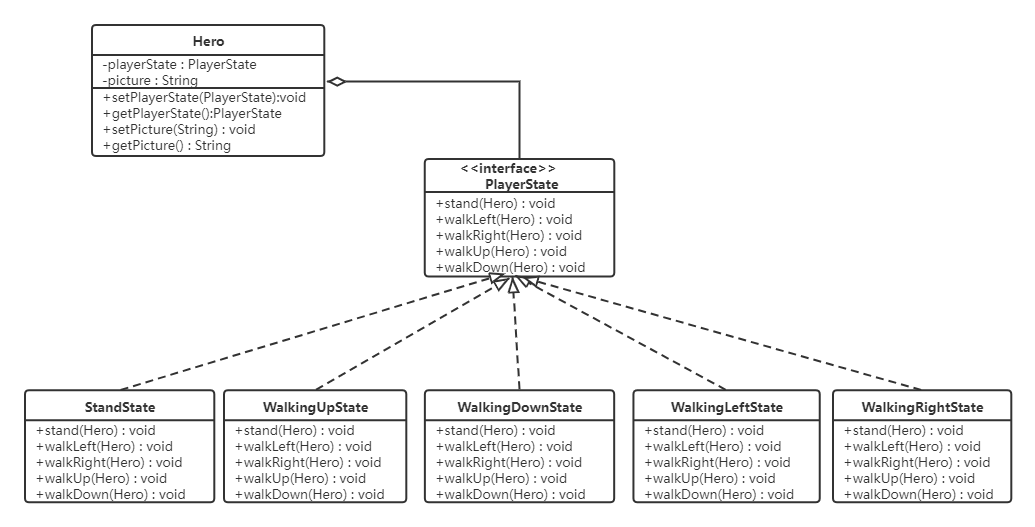 Hero
-playerState : PlayerState
-picture : String
+setPlayerState(PlayerState):void
+getPlayerState():PlayerState
+setPicture(String) : void
+getPicture() : String
<<interface>>
PlayerState
+stand(Hero) : void
+walkLeft(Hero) : void
+walkRight(Hero) : void
+walkUp(Hero) : void
+walkDown(Hero) : void
StandState
+stand(Hero) : void
+walkLeft(Hero) : void
+walkRight(Hero) : void
+walkUp(Hero) : void
+walkDown(Hero) : void
WalkingUpState
+stand(Hero) : void
+walkLeft(Hero) : void
+walkRight(Hero) : void
+walkUp(Hero) : void
+walkDown(Hero) : void
WalkingDownState
+stand(Hero) : void
+walkLeft(Hero) : void
+walkRight(Hero) : void
+walkUp(Hero) : void
+walkDown(Hero) : void
WalkingLeftState
+stand(Hero) : void
+walkLeft(Hero) : void
+walkRight(Hero) : void
+walkUp(Hero) : void
+walkDown(Hero) : void
WalkingRightState
+stand(Hero) : void
+walkLeft(Hero) : void
+walkRight(Hero) : void
+walkUp(Hero) : void
+walkDown(Hero) : void